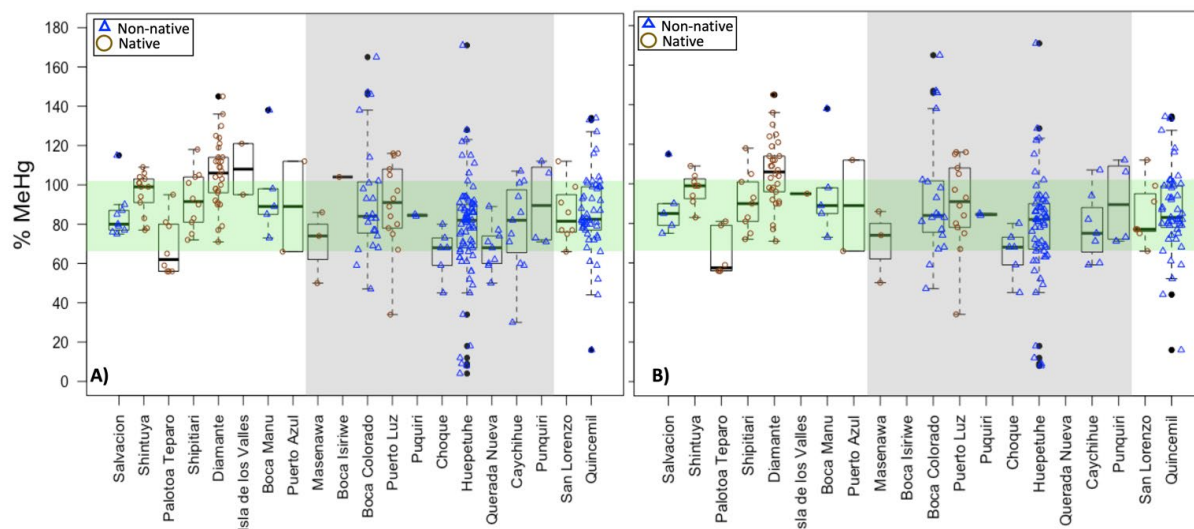 Non-native
Native
% MeHg
180
160
140
120
100
80
60
40
20
0
A)
Salvacion
Shintuya
Palotoa Teparo
Shipitiari
Diamante
Isla de los Valles
Boca Manu
Puerto Azul
Masenawa
Boca Isiriwe
Boca Colorado
Puerto Luz
Puquiri
Choque
Huepetuhe
Querada Nueva
Caychihue
Punquiri
San Lorenzo
Quincemil
Non-native
Native
B)
Salvacion
Shintuya
Palotoa Teparo
Shipitiari
Diamante
Isla de los Valles
Boca Manu
Puerto Azul
Masenawa
Boca Isiriwe
Boca Colorado
Puerto Luz
Puquiri
Choque
Huepetuhe
Querada Nueva
Caychihue
Punquiri
San Lorenzo
Quincemil